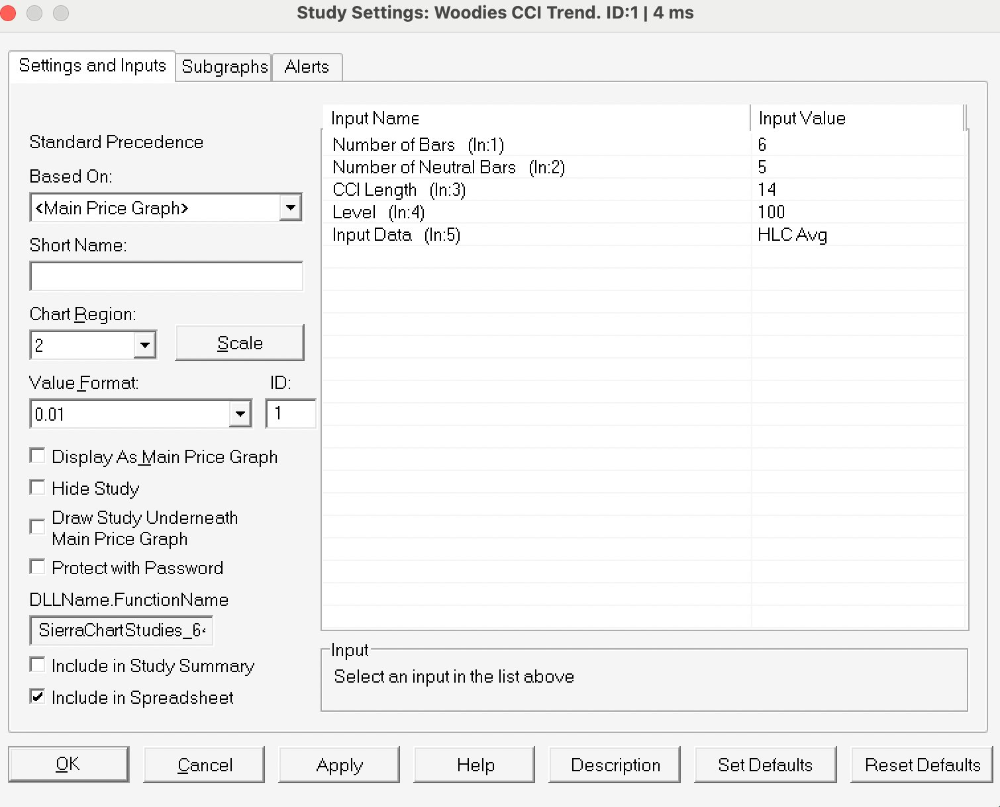 Study Settings: Woodies CCI Trend. ID:1 | 4 ms
Settings and Inputs
Subgraphs
Alerts
Standard Precedence
Based On:
<Main Price Graph>
Short Name:
Chart Region:
2
Scale
Value Format:
ID:
0.01
1
Display As Main Price Graph
Hide Study
Draw Study Underneath
Main Price Graph
Protect with Password
DLLName.FunctionName
SierraChartStudies_64
Include in Study Summary
Include in Spreadsheet
Input Name
Input Value
Number of Bars (In:1)
6
Number of Neutral Bars (In:2)
5
CCI Length (In:3)
14
Level (In:4)
100
Input Data (In:5)
HLC Avg
Input
Select an input in the list above
OK
Cancel
Apply
Help
Description
Set Defaults
Reset Defaults